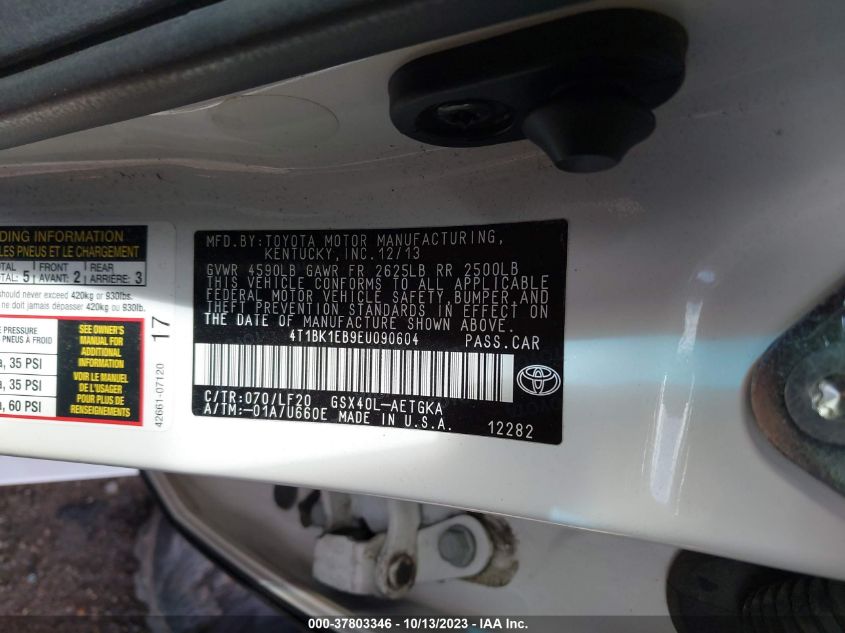 DING INFORMATION
LES PNEUS ET LE CHARGEMENT
TOTAL: 5
FRONT
AVANT: 2
REAR
ARRIÈRE: 3
should never exceed 420kg or 930lbs.
ne doit jamais dépasser 420kg ou 930lb.
E PRESSURE
PNEUS À FROID
a, 35 PSI
a, 35 PSI
a, 60 PSI
SEE OWNER'S
MANUAL FOR
ADDITIONAL
INFORMATION
VOIR LE MANUEL
DE L'USAGER
POUR PLUS DE
RENSEIGNEMENTS
42661-07120
17
MFD.BY:TOYOTA MOTOR MANUFACTURING,
KENTUCKY,INC.12/13
GVWR 4590LB GAWR FR 2625LB RR 2500LB
THIS VEHICLE CONFORMS TO ALL APPLICABLE
FEDERAL MOTOR VEHICLE SAFETY,BUMPER,AND
THEFT PREVENTION STANDARDS IN EFFECT ON
THE DATE OF MANUFACTURE SHOWN ABOVE.
4T1BK1EB9EU090604 PASS.CAR
C/TR:070/LF20 GSX40L-AETGKA
A/TM:-01A/U660E MADE IN U.S.A. 12282
000-37803346 - 10/13/2023 - IAA Inc.